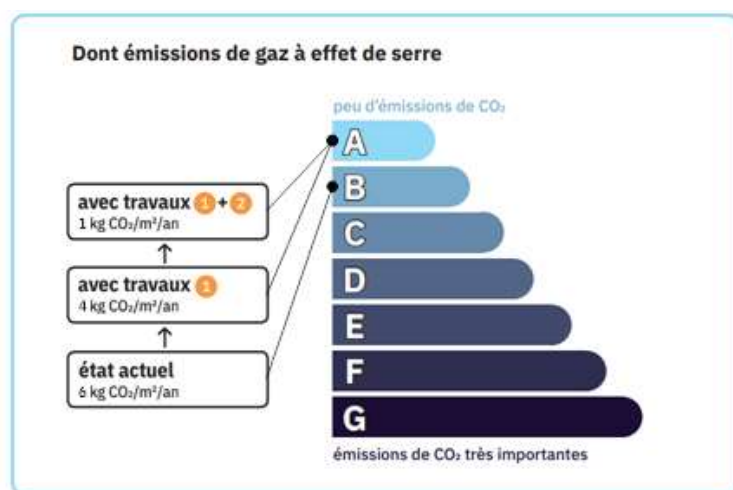 Dont émissions de gaz à effet de serre
peu d'émissions de CO₂
A
B
avec travaux 1 + 2
1 kg CO₂/m²/an
C
avec travaux 1
4 kg CO₂/m²/an
D
E
état actuel
6 kg CO₂/m²/an
F
G
émissions de CO₂ très importantes